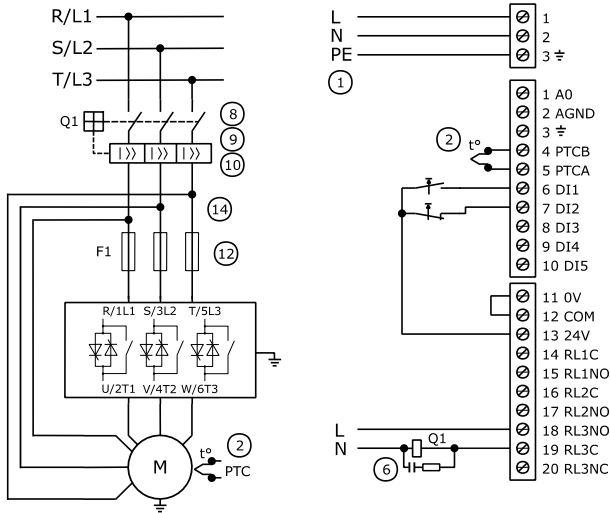 R/L1
S/L2
T/L3
Q1
8
9
10
14
F1
12
R/1L1 S/3L2 T/5L3
U/2T1 V/4T2 W/6T3
M
t°
2
PTC
L
N
PE
1
1
2
3
1 A0
2 AGND
3
2
t°
4 PTCB
5 PTCA
6 DI1
7 DI2
8 DI3
9 DI4
10 DI5
11 0V
12 COM
13 24V
14 RL1C
15 RL1NO
16 RL2C
17 RL2NO
L
18 RL3NO
N
Q1
19 RL3C
6
20 RL3NC